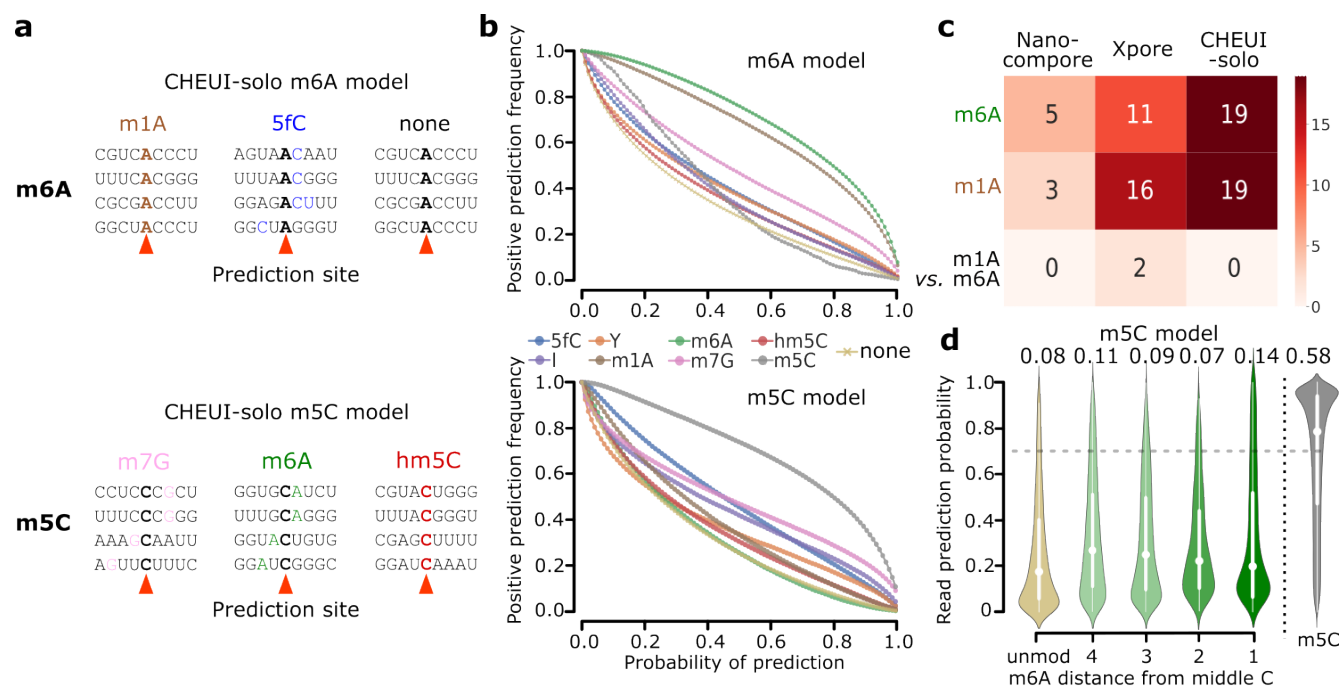 a
CHEUI-solo m6A model
m1A 5fC none
m6A
CGUCACCCU AGUAACAAU CGUCACCCU
UUUCACGGG UUUAACGGG UUUCACGGG
CGCGACCUU GGAGACUUU CGCGACCUU
GGCUACCCU GGCUAGGGU GGCUACCCU
Prediction site
CHEUI-solo m5C model
m7G m6A hm5C
m5C
CCUCCCGCU GGUGCAUCU CGUACUGGG
UUUCCCGGG UUUGCAGGG UUUACGGGU
AAAGCAAUU GGUACUGUG CGAGCUUUU
AGUUCUUUC GGAUCGGGC GGAUCAAAU
Prediction site
b
Positive prediction frequency
1.0
0.8
0.6
0.4
0.2
0.0
m6A model
0.0 0.2 0.4 0.6 0.8 1.0
5fC Y m6A hm5C none
I m1A m7G m5C
Positive prediction frequency
1.0
0.8
0.6
0.4
0.2
0.0
m5C model
0.0 0.2 0.4 0.6 0.8 1.0
Probability of prediction
c
Nano-
compore
Xpore
CHEUI
-solo
m6A 5 11 19
m1A 3 16 19
m1A
vs. m6A
0 2 0
15
10
5
0
d
m5C model
0.08 0.11 0.09 0.07 0.14 0.58
Read prediction probability
1.0
0.8
0.6
0.4
0.2
0
unmod 4 3 2 1
m5C
m6A distance from middle C